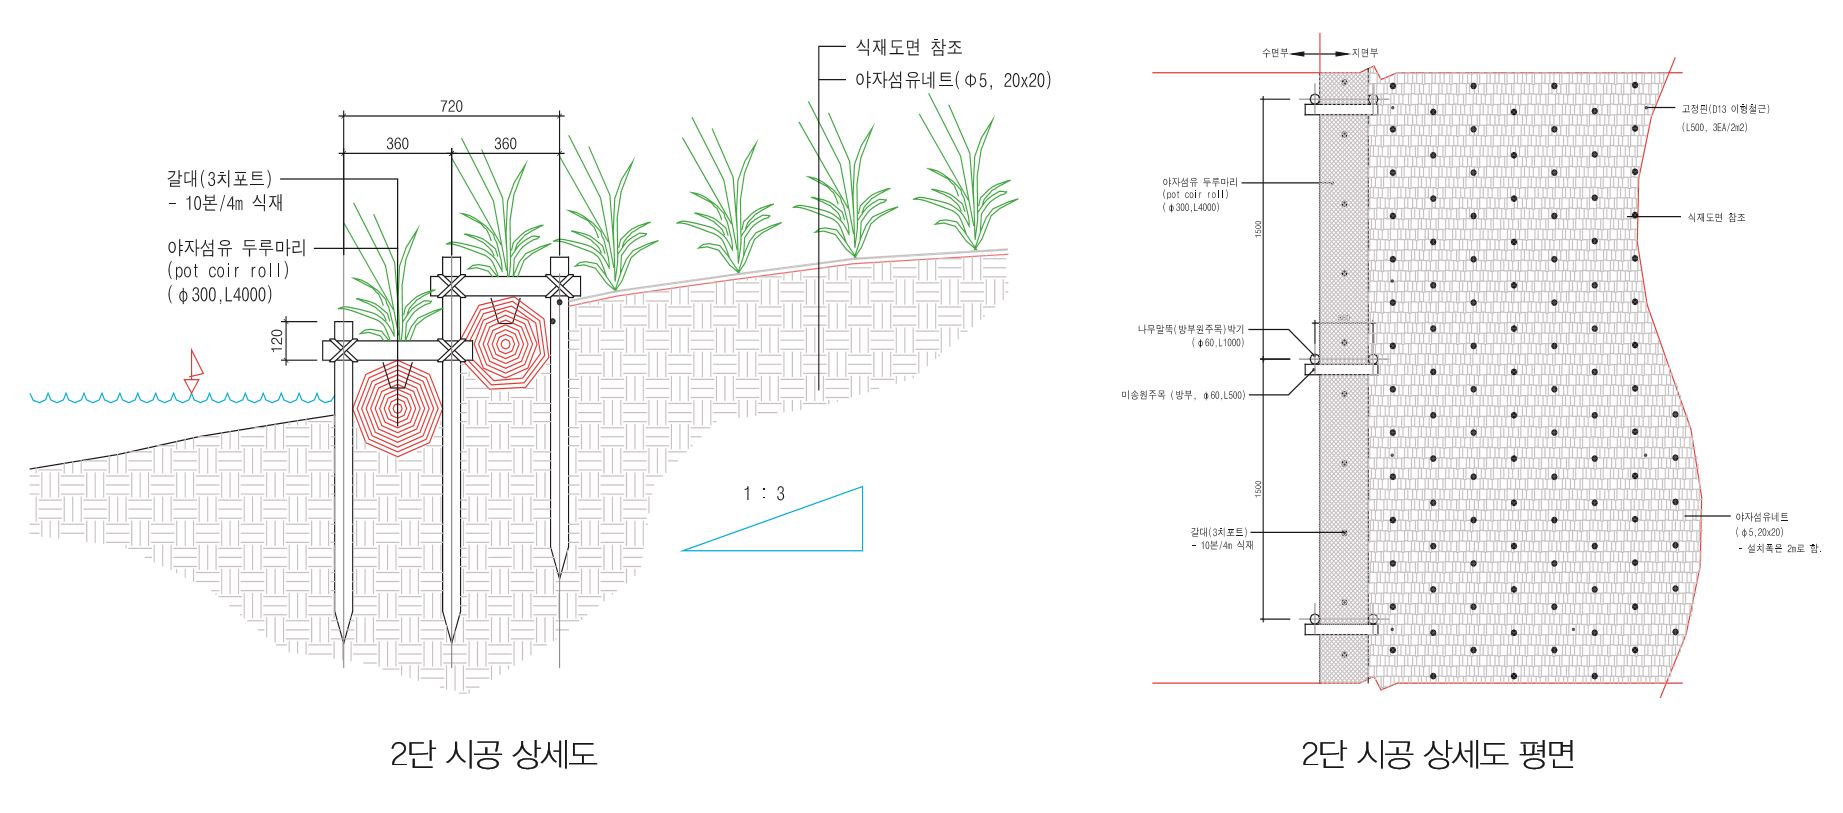 식재도면 참조
야자섬유네트(Φ5, 20x20)
720
360
360
갈대(3치포트)
- 10본/4m 식재
야자섬유 두루마리
(pot coir roll)
(ф300,L4000)
120
1 : 3
2단 시공 상세도
수면부
지면부
고정핀(D13 이형철근)
(L500, 3EA/2m2)
야자섬유 두루마리
(pot coir roll)
(ф300,L4000)
1500
식재도면 참조
나무말뚝(방부원주목)박기
(ф60,L1000)
미송원주목 (방부, ф60,L500)
1500
갈대(3치포트)
- 10본/4m 식재
야자섬유네트
(ф5,20x20)
- 설치폭은 2m로 함.
2단 시공 상세도 평면